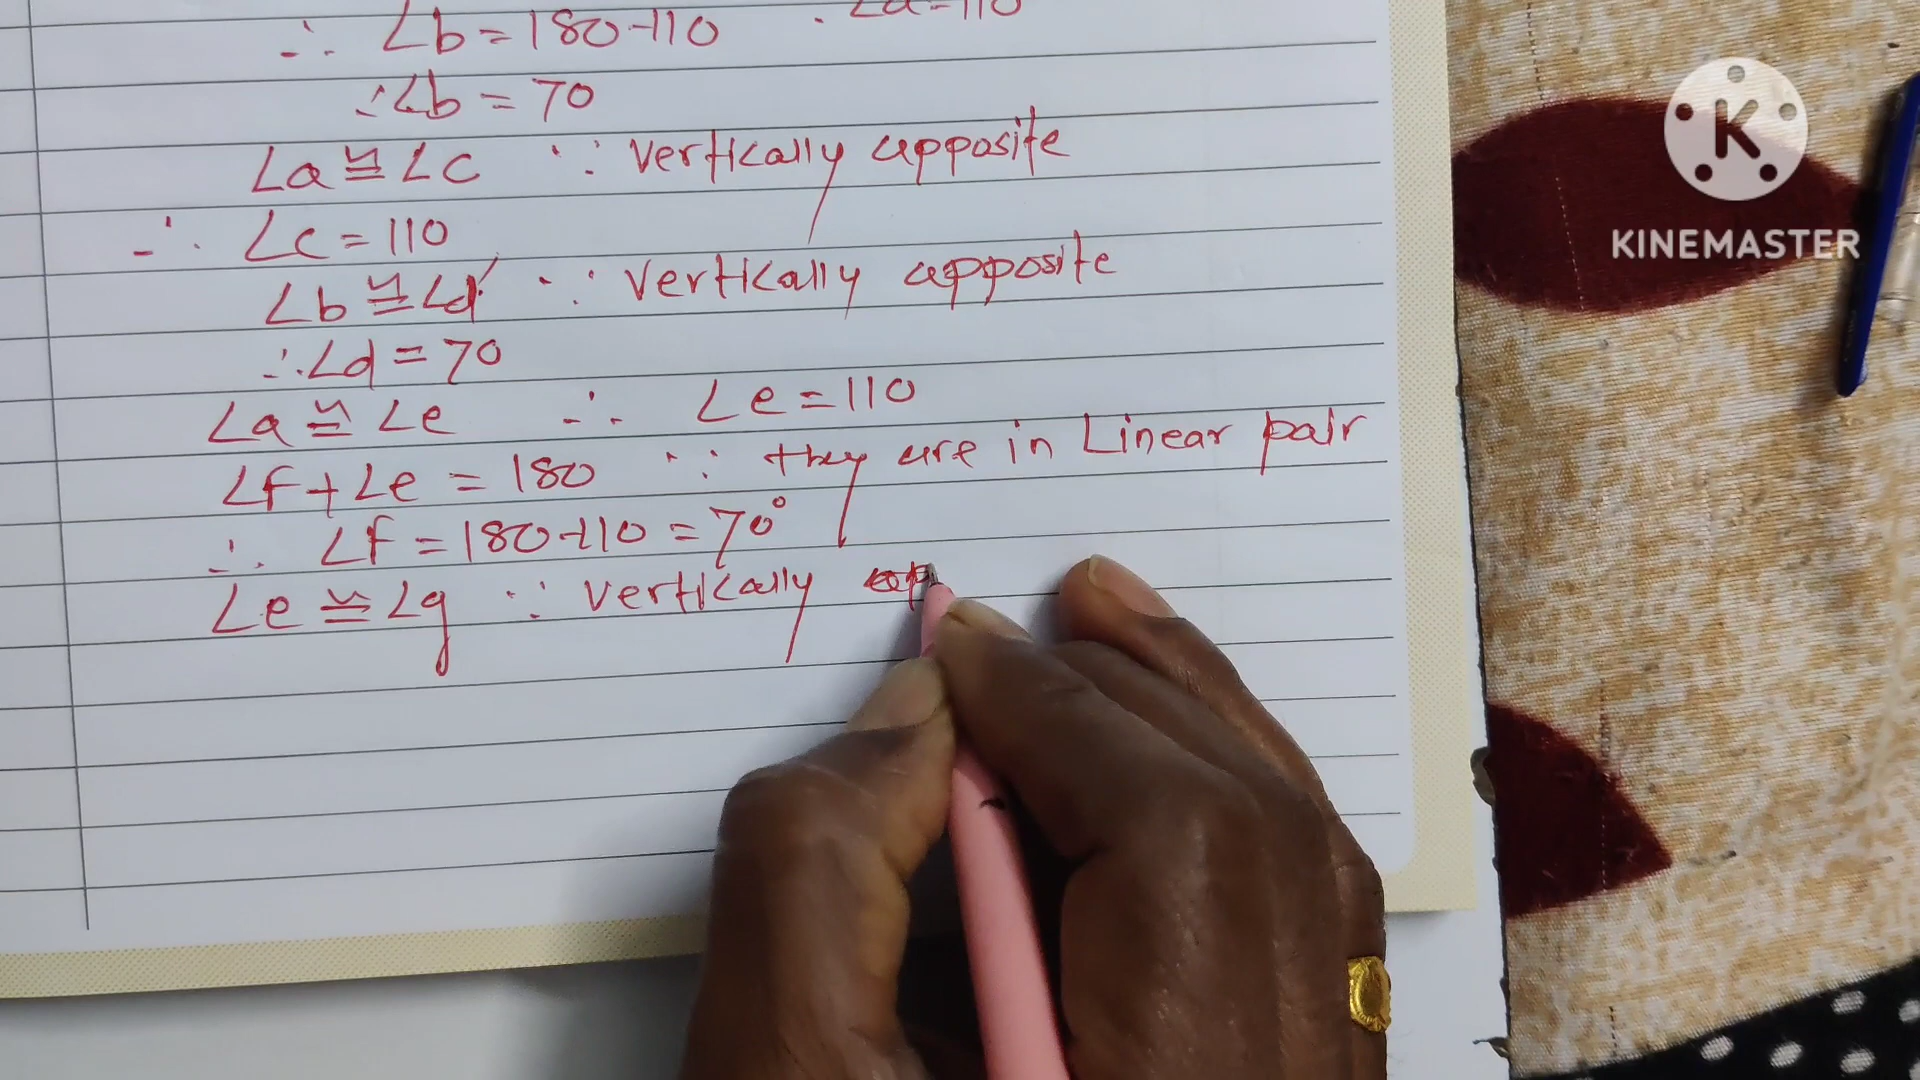 ∴ ∠b = 180-110 ∵ ∠a = 110
∴ ∠b = 70
∠a ≅ ∠c ∵ vertically apposite
∴ ∠c = 110
∠b ≅ ∠d ∵ vertically apposite
∴ ∠d = 70
∠a ≅ ∠e ∴ ∠e = 110
∠f + ∠e = 180 ∵ they are in Linear pair
∴ ∠f = 180-110 = 70°
∠e ≅ ∠g ∵ vertically
K
KINEMASTER